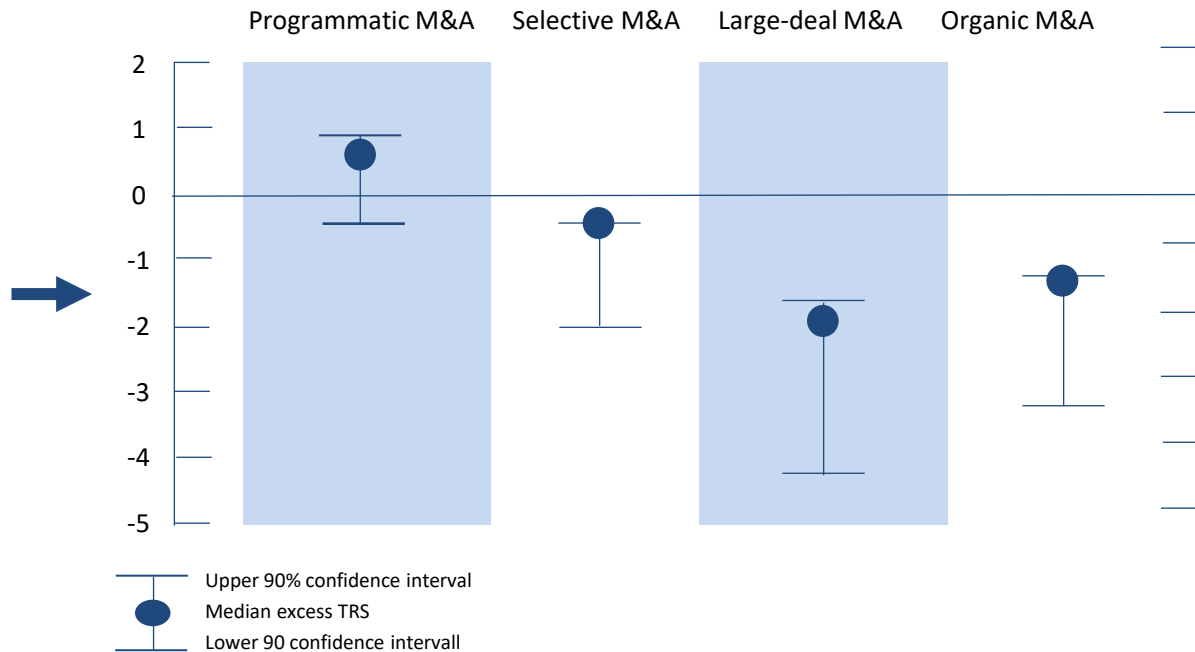 Programmatic M&A Selective M&A Large-deal M&A Organic M&A
2
1
0
-1
-2
-3
-4
-5
Upper 90% confidence interval
Median excess TRS
Lower 90 confidence intervall